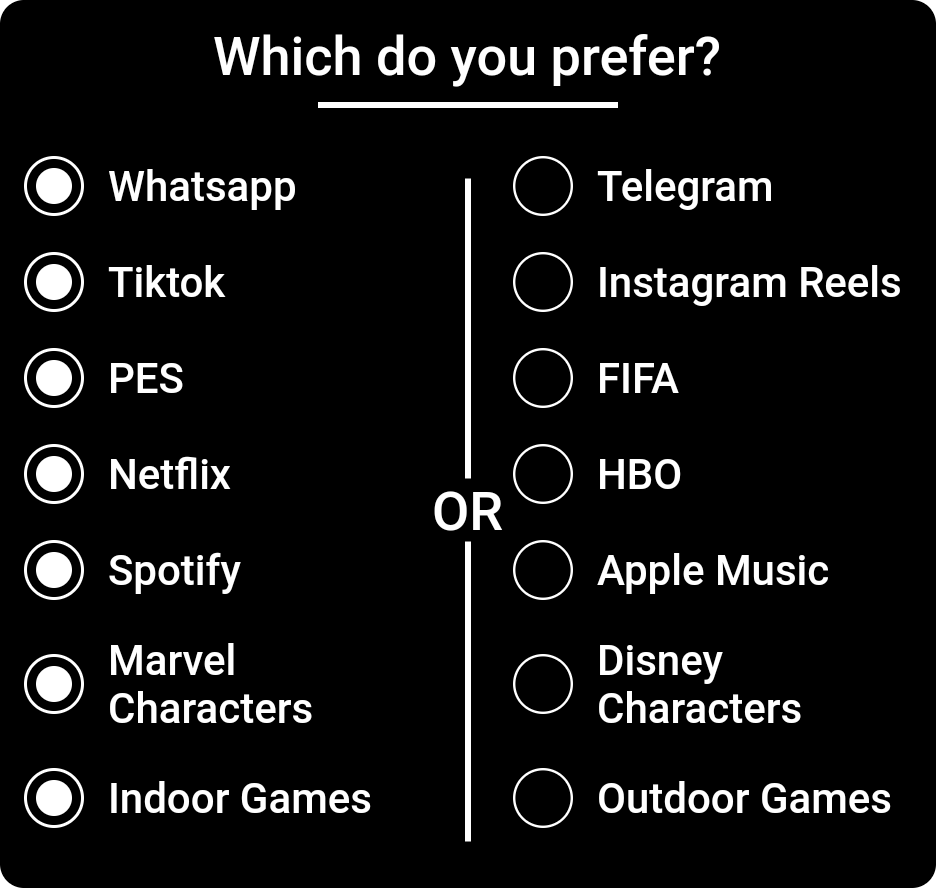 Which do you prefer?
Whatsapp
Telegram
Tiktok
Instagram Reels
PES
FIFA
Netflix
HBO
OR
Spotify
Apple Music
Marvel
Characters
Disney
Characters
Indoor Games
Outdoor Games